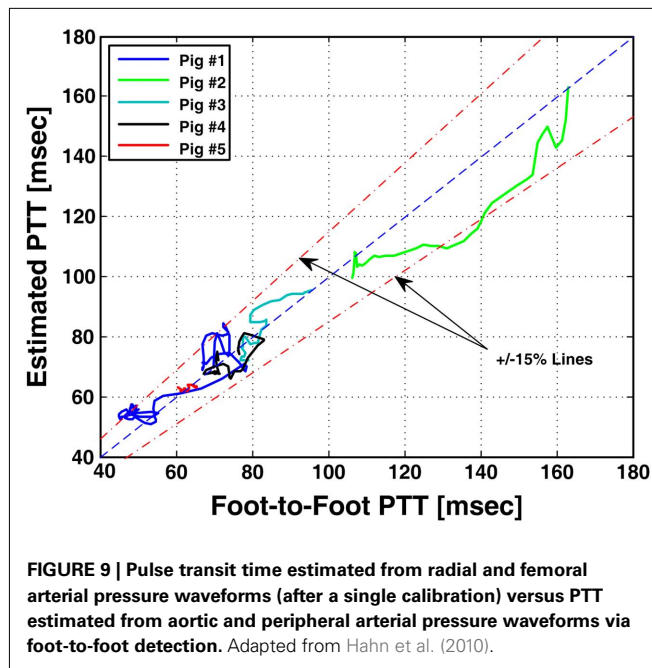 180
160
140
120
100
80
60
40
Estimated PTT [msec]
Pig #1
Pig #2
Pig #3
Pig #4
Pig #5
+/-15% Lines
40 60 80 100 120 140 160 180
Foot-to-Foot PTT [msec]
FIGURE 9 | Pulse transit time estimated from radial and femoral
arterial pressure waveforms (after a single calibration) versus PTT
estimated from aortic and peripheral arterial pressure waveforms via
foot-to-foot detection. Adapted from Hahn et al. (2010).